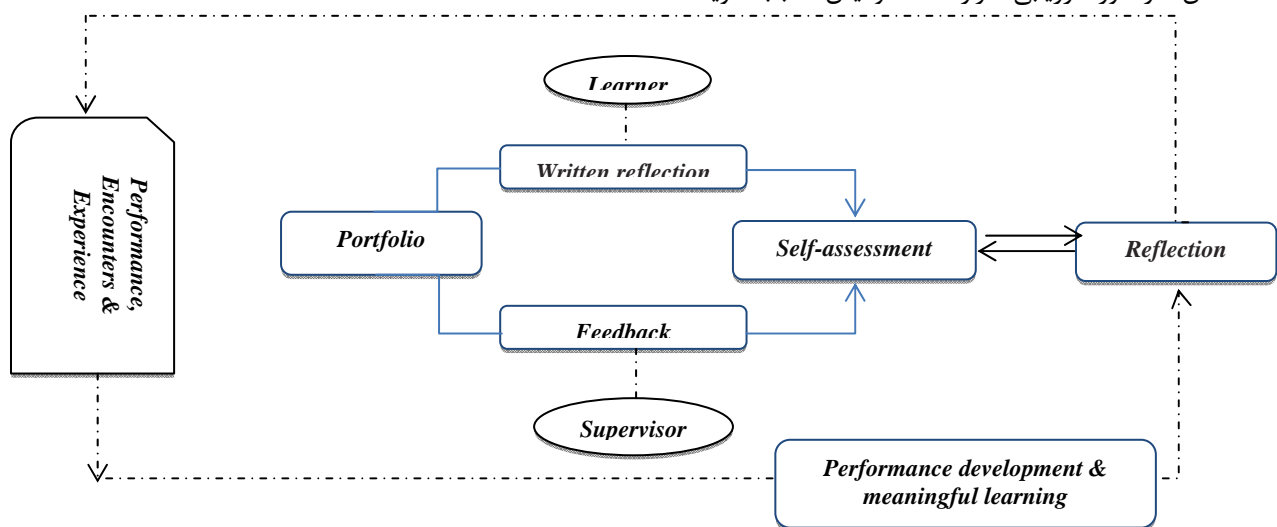 Learner
Written reflection
Performance,
Encounters &
Experience
Portfolio
Self-assessment
Reflection
Feedback
Supervisor
Performance development &
meaningful learning